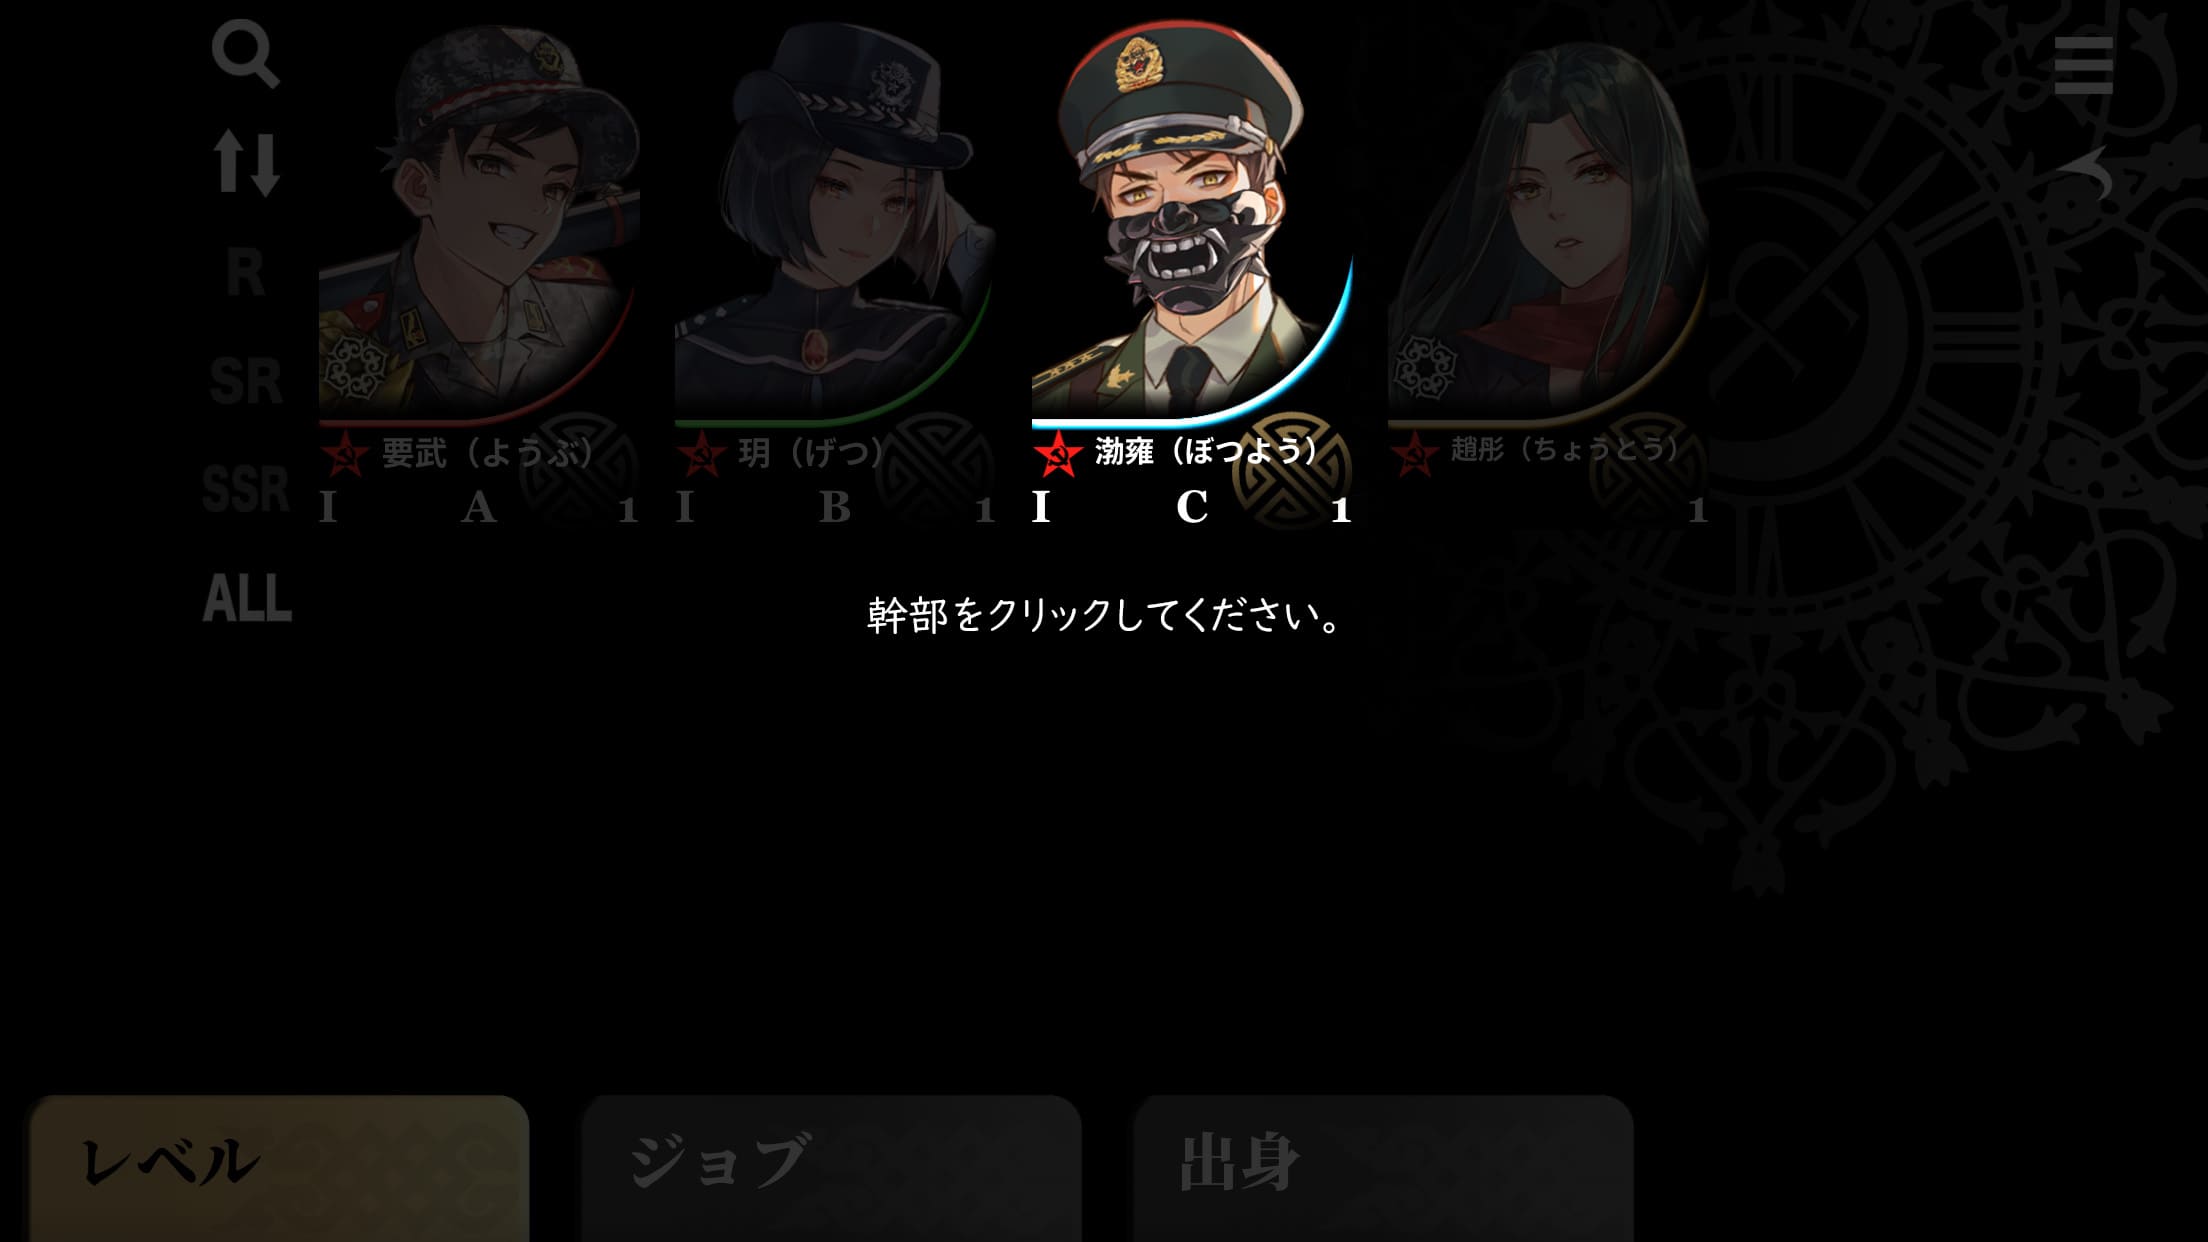 R
SR
SSR
ALL
要武（ようぶ）
I A 1
玥（げつ）
I B 1
渤雍（ぼつよう）
I C 1
趙彤（ちょうとう）
1
幹部をクリックしてください。
レベル
ジョブ
出身